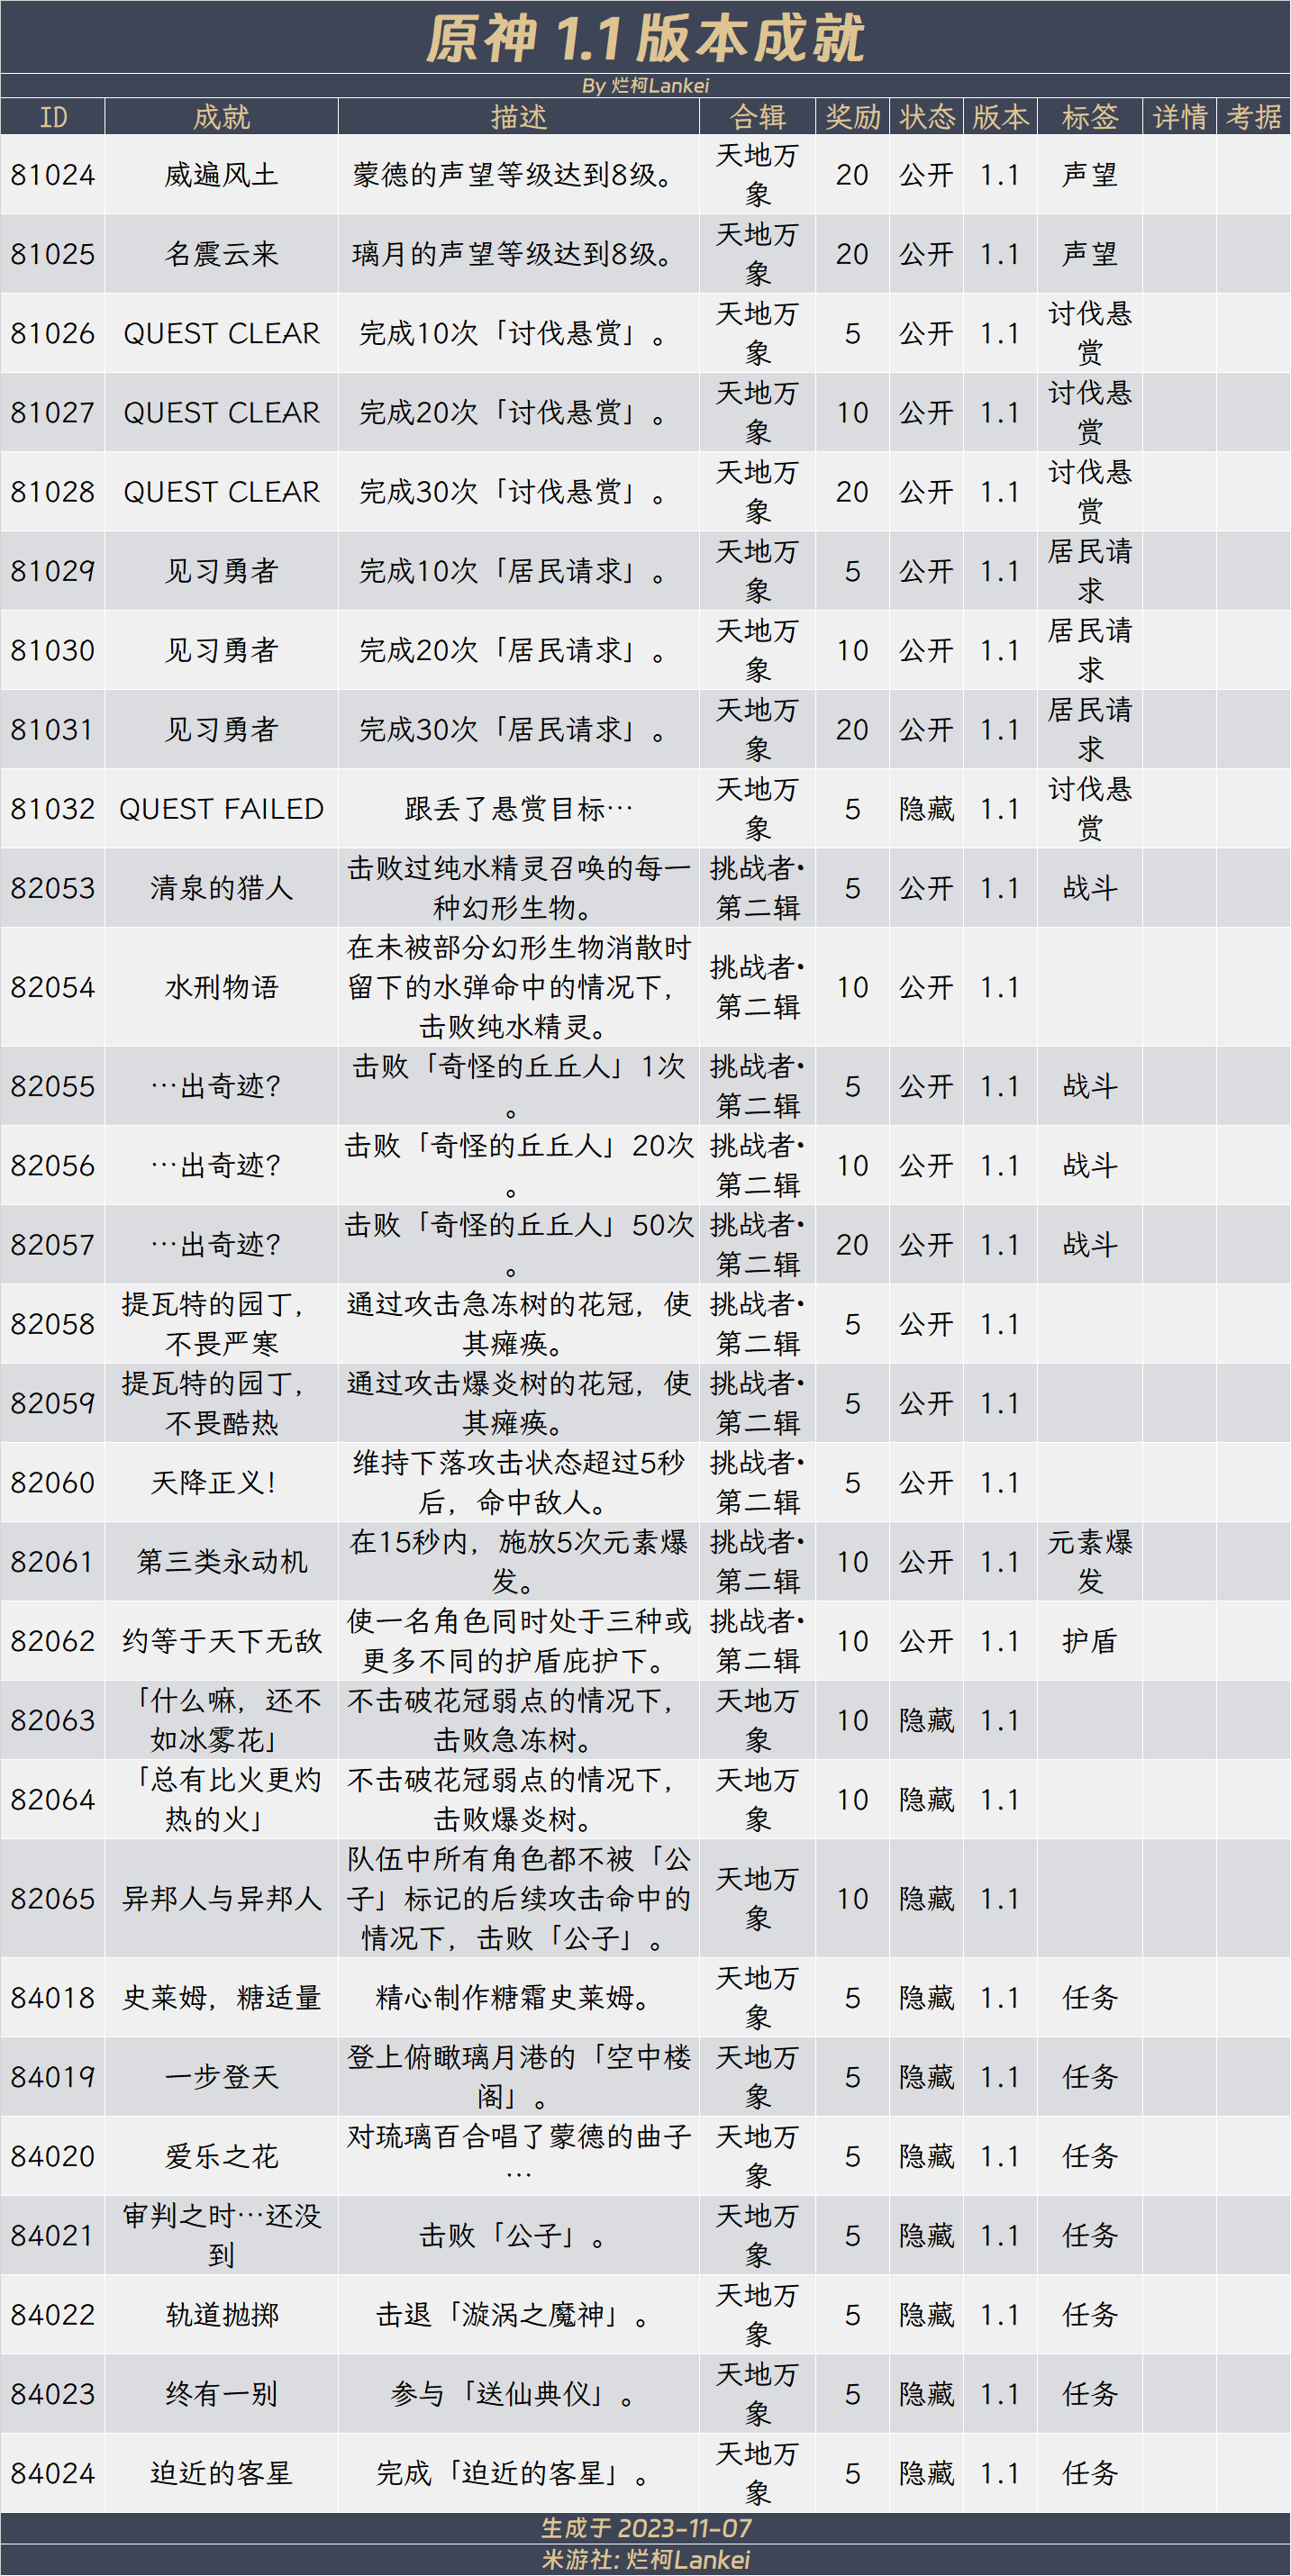 原神 1.1 版本成就
By 烂柯Lankei
ID 成就 描述 合辑 奖励 状态 版本 标签 详情 考据
81024 威遍风土 蒙德的声望等级达到8级。 天地万象 20 公开 1.1 声望
81025 名震云来 璃月的声望等级达到8级。 天地万象 20 公开 1.1 声望
81026 QUEST CLEAR 完成10次「讨伐悬赏」。 天地万象 5 公开 1.1 讨伐悬赏
81027 QUEST CLEAR 完成20次「讨伐悬赏」。 天地万象 10 公开 1.1 讨伐悬赏
81028 QUEST CLEAR 完成30次「讨伐悬赏」。 天地万象 20 公开 1.1 讨伐悬赏
81029 见习勇者 完成10次「居民请求」。 天地万象 5 公开 1.1 居民请求
81030 见习勇者 完成20次「居民请求」。 天地万象 10 公开 1.1 居民请求
81031 见习勇者 完成30次「居民请求」。 天地万象 20 公开 1.1 居民请求
81032 QUEST FAILED 跟丢了悬赏目标… 天地万象 5 隐藏 1.1 讨伐悬赏
82053 清泉的猎人 击败过纯水精灵召唤的每一种幻形生物。 挑战者·第二辑 5 公开 1.1 战斗
82054 水刑物语 在未被部分幻形生物消散时留下的水弹命中的情况下，击败纯水精灵。 挑战者·第二辑 10 公开 1.1
82055 …出奇迹？ 击败「奇怪的丘丘人」1次。 挑战者·第二辑 5 公开 1.1 战斗
82056 …出奇迹？ 击败「奇怪的丘丘人」20次。 挑战者·第二辑 10 公开 1.1 战斗
82057 …出奇迹？ 击败「奇怪的丘丘人」50次。 挑战者·第二辑 20 公开 1.1 战斗
82058 提瓦特的园丁，不畏严寒 通过攻击急冻树的花冠，使其瘫痪。 挑战者·第二辑 5 公开 1.1
82059 提瓦特的园丁，不畏酷热 通过攻击爆炎树的花冠，使其瘫痪。 挑战者·第二辑 5 公开 1.1
82060 天降正义！ 维持下落攻击状态超过5秒后，命中敌人。 挑战者·第二辑 5 公开 1.1
82061 第三类永动机 在15秒内，施放5次元素爆发。 挑战者·第二辑 10 公开 1.1 元素爆发
82062 约等于天下无敌 使一名角色同时处于三种或更多不同的护盾庇护下。 挑战者·第二辑 10 公开 1.1 护盾
82063 「什么嘛，还不如冰雾花」 不击破花冠弱点的情况下，击败急冻树。 天地万象 10 隐藏 1.1
82064 「总有比火更灼热的火」 不击破花冠弱点的情况下，击败爆炎树。 天地万象 10 隐藏 1.1
82065 异邦人与异邦人 队伍中所有角色都不被「公子」标记的后续攻击命中的情况下，击败「公子」。 天地万象 10 隐藏 1.1
84018 史莱姆，糖适量 精心制作糖霜史莱姆。 天地万象 5 隐藏 1.1 任务
84019 一步登天 登上俯瞰璃月港的「空中楼阁」。 天地万象 5 隐藏 1.1 任务
84020 爱乐之花 对琉璃百合唱了蒙德的曲子… 天地万象 5 隐藏 1.1 任务
84021 审判之时…还没到 击败「公子」。 天地万象 5 隐藏 1.1 任务
84022 轨道抛掷 击退「漩涡之魔神」。 天地万象 5 隐藏 1.1 任务
84023 终有一别 参与「送仙典仪」。 天地万象 5 隐藏 1.1 任务
84024 迫近的客星 完成「迫近的客星」。 天地万象 5 隐藏 1.1 任务
生成于 2023-11-07
米游社: 烂柯Lankei